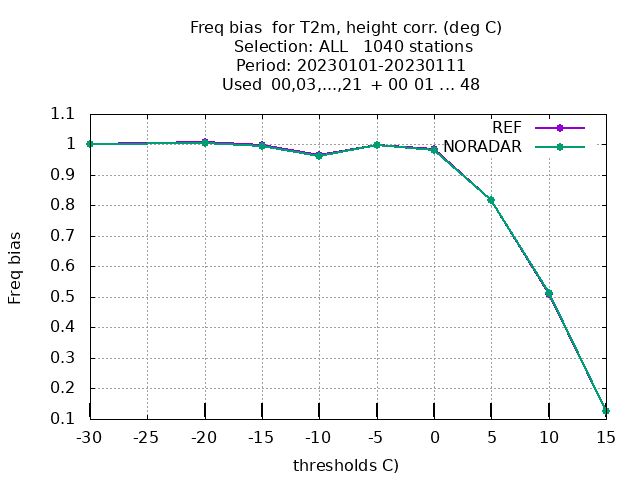 Freq bias  for T2m, height corr. (deg C)
Selection: ALL   1040 stations
Period: 20230101-20230111
Used  00,03,...,21  + 00 01 ... 48
REF
NORADAR
Freq bias
1.1
1
0.9
0.8
0.7
0.6
0.5
0.4
0.3
0.2
0.1
-30 -25 -20 -15 -10 -5 0 5 10 15
thresholds C)